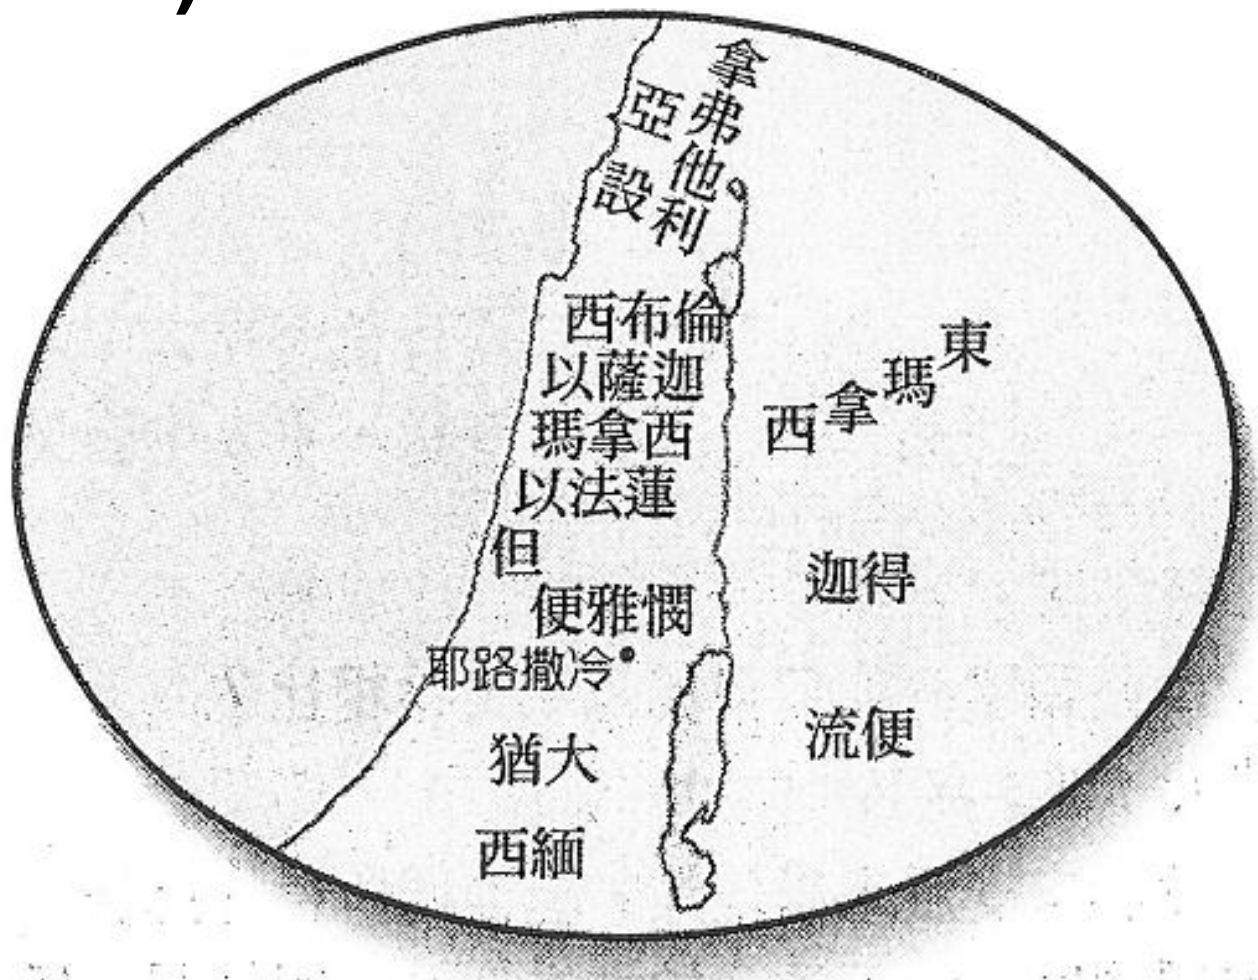 拿弗他利
亞設
西布倫
以薩迦
東瑪拿西
瑪拿西
以法蓮
但
迦得
便雅憫
耶路撒冷
流便
猶大
西緬